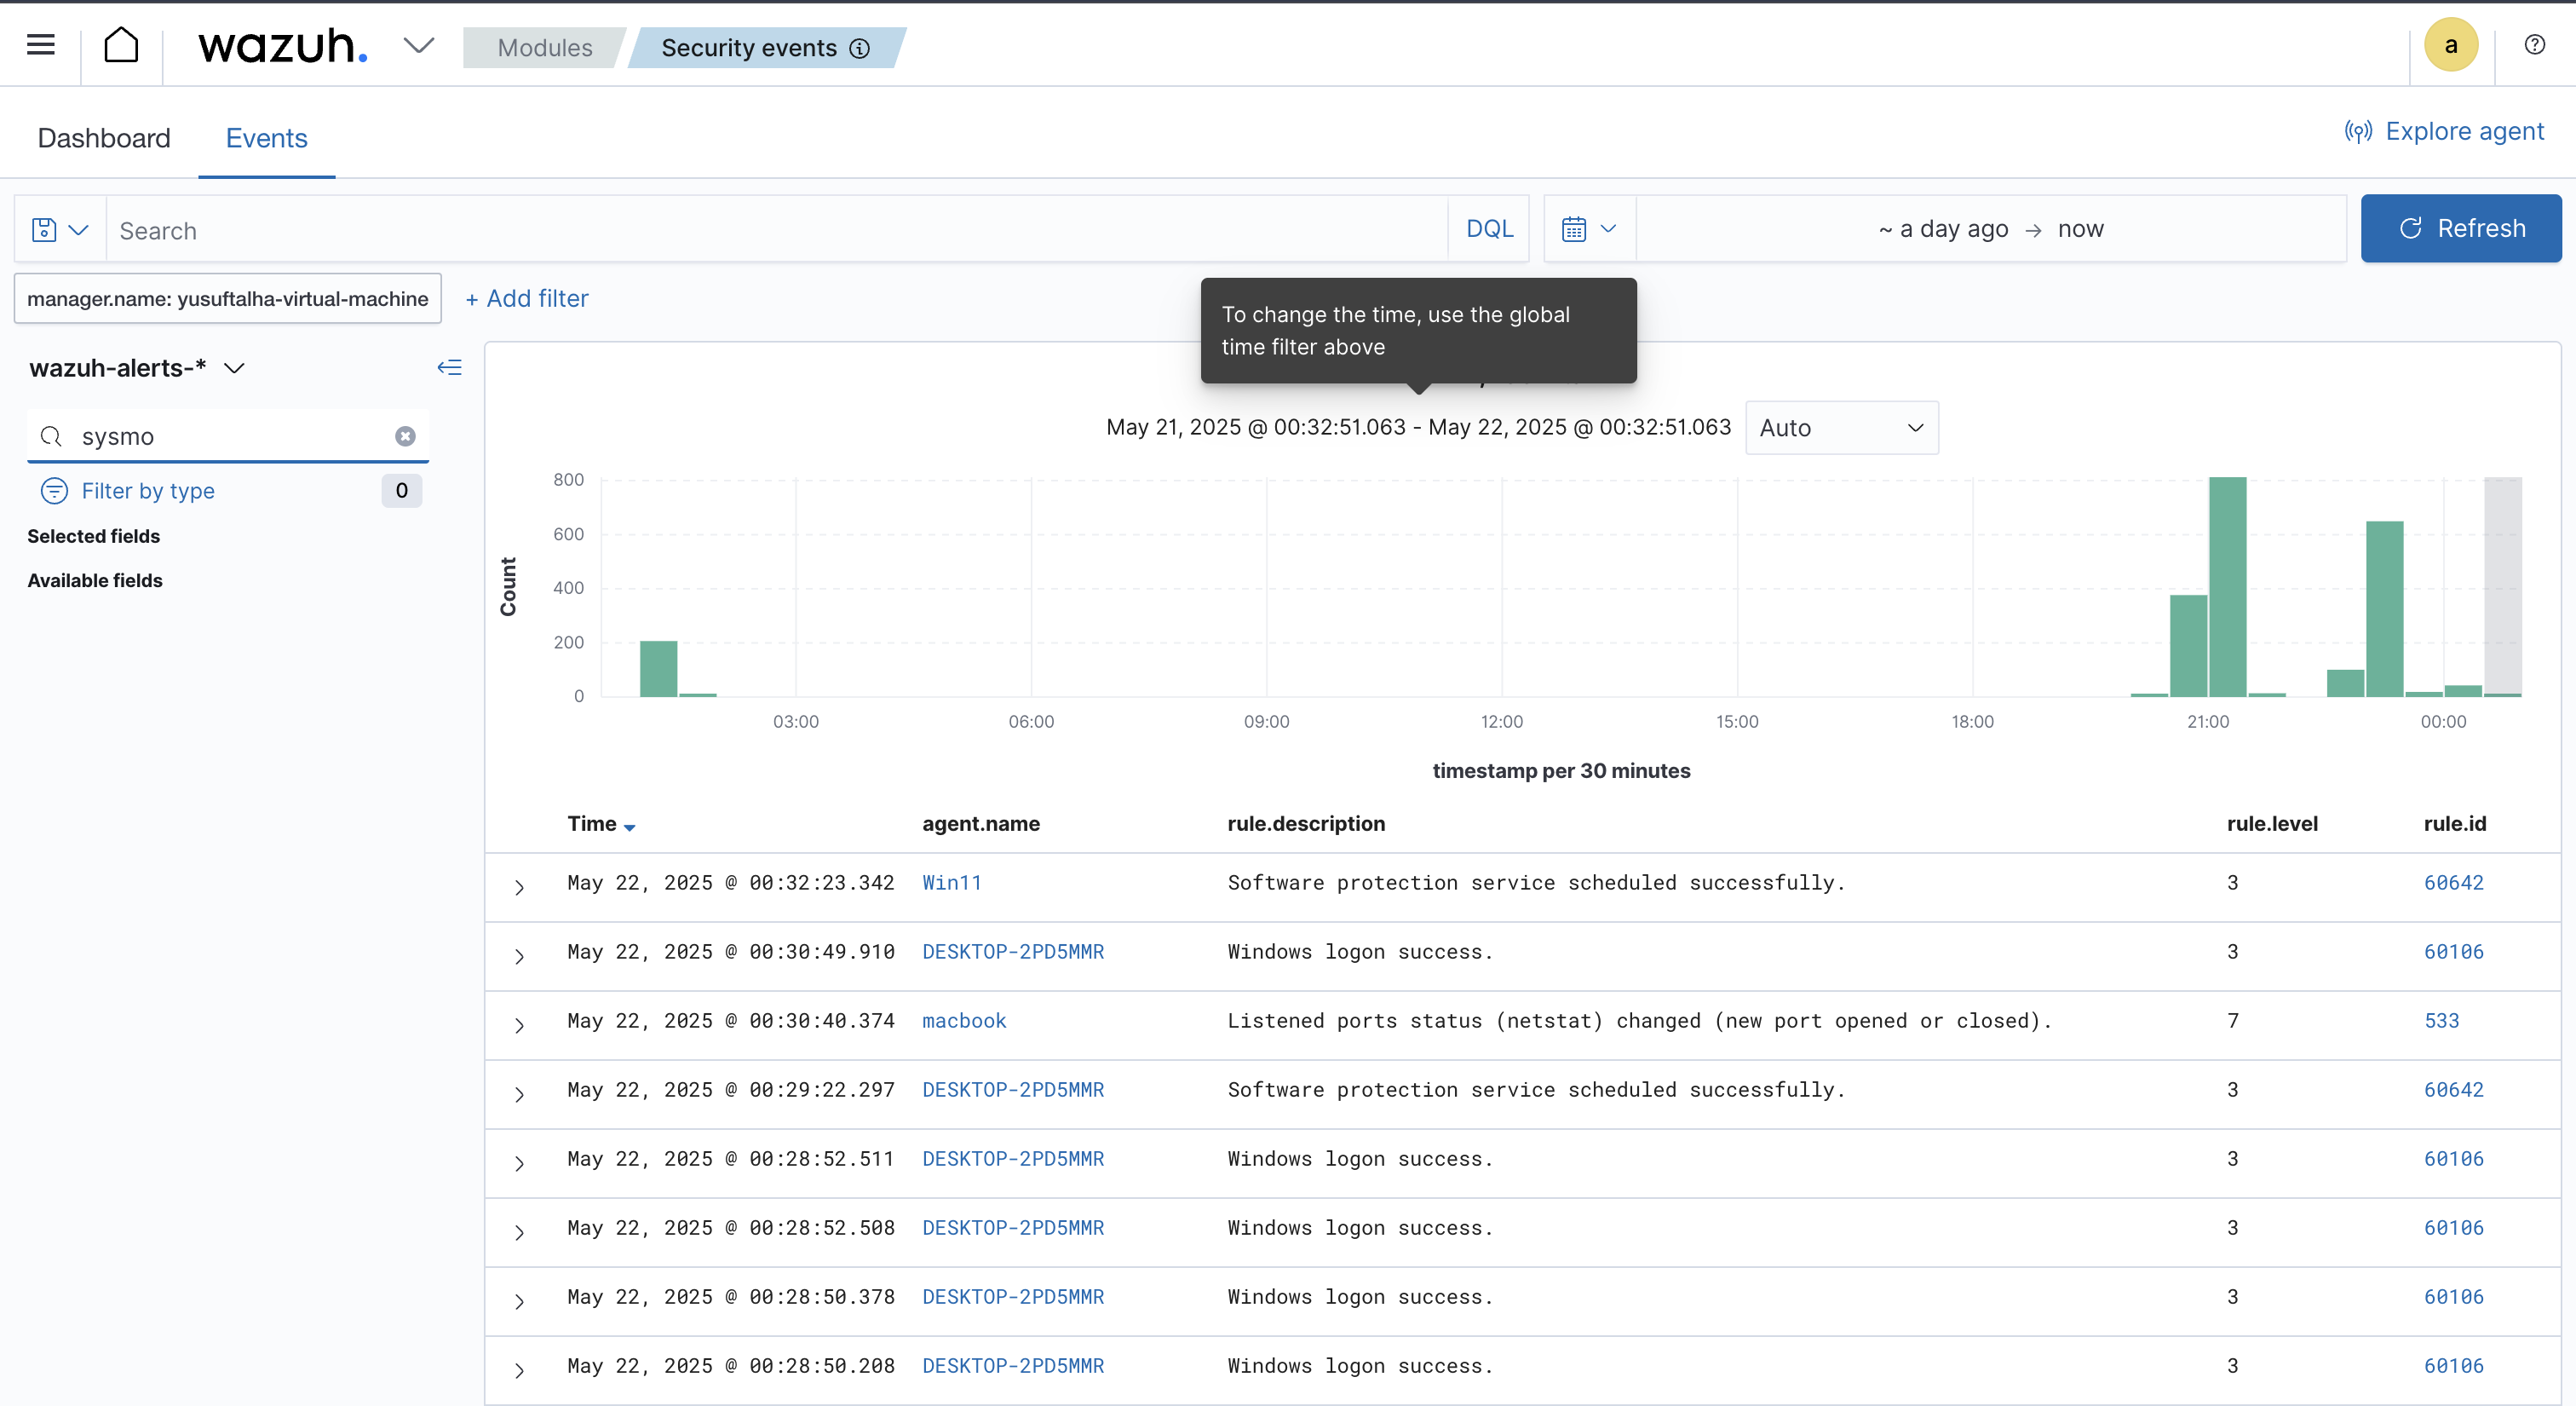 wazuh.
Modules
Security events
a
Dashboard
Events
Explore agent
Search
DQL
~ a day ago → now
Refresh
manager.name: yusuftalha-virtual-machine
+ Add filter
To change the time, use the global
time filter above
wazuh-alerts-*
sysmo
Filter by type 0
Selected fields
Available fields
May 21, 2025 @ 00:32:51.063 - May 22, 2025 @ 00:32:51.063
Auto
Count
800
600
400
200
0
03:00 06:00 09:00 12:00 15:00 18:00 21:00 00:00
timestamp per 30 minutes
Time agent.name rule.description rule.level rule.id
May 22, 2025 @ 00:32:23.342 Win11 Software protection service scheduled successfully. 3 60642
May 22, 2025 @ 00:30:49.910 DESKTOP-2PD5MMR Windows logon success. 3 60106
May 22, 2025 @ 00:30:40.374 macbook Listened ports status (netstat) changed (new port opened or closed). 7 533
May 22, 2025 @ 00:29:22.297 DESKTOP-2PD5MMR Software protection service scheduled successfully. 3 60642
May 22, 2025 @ 00:28:52.511 DESKTOP-2PD5MMR Windows logon success. 3 60106
May 22, 2025 @ 00:28:52.508 DESKTOP-2PD5MMR Windows logon success. 3 60106
May 22, 2025 @ 00:28:50.378 DESKTOP-2PD5MMR Windows logon success. 3 60106
May 22, 2025 @ 00:28:50.208 DESKTOP-2PD5MMR Windows logon success. 3 60106